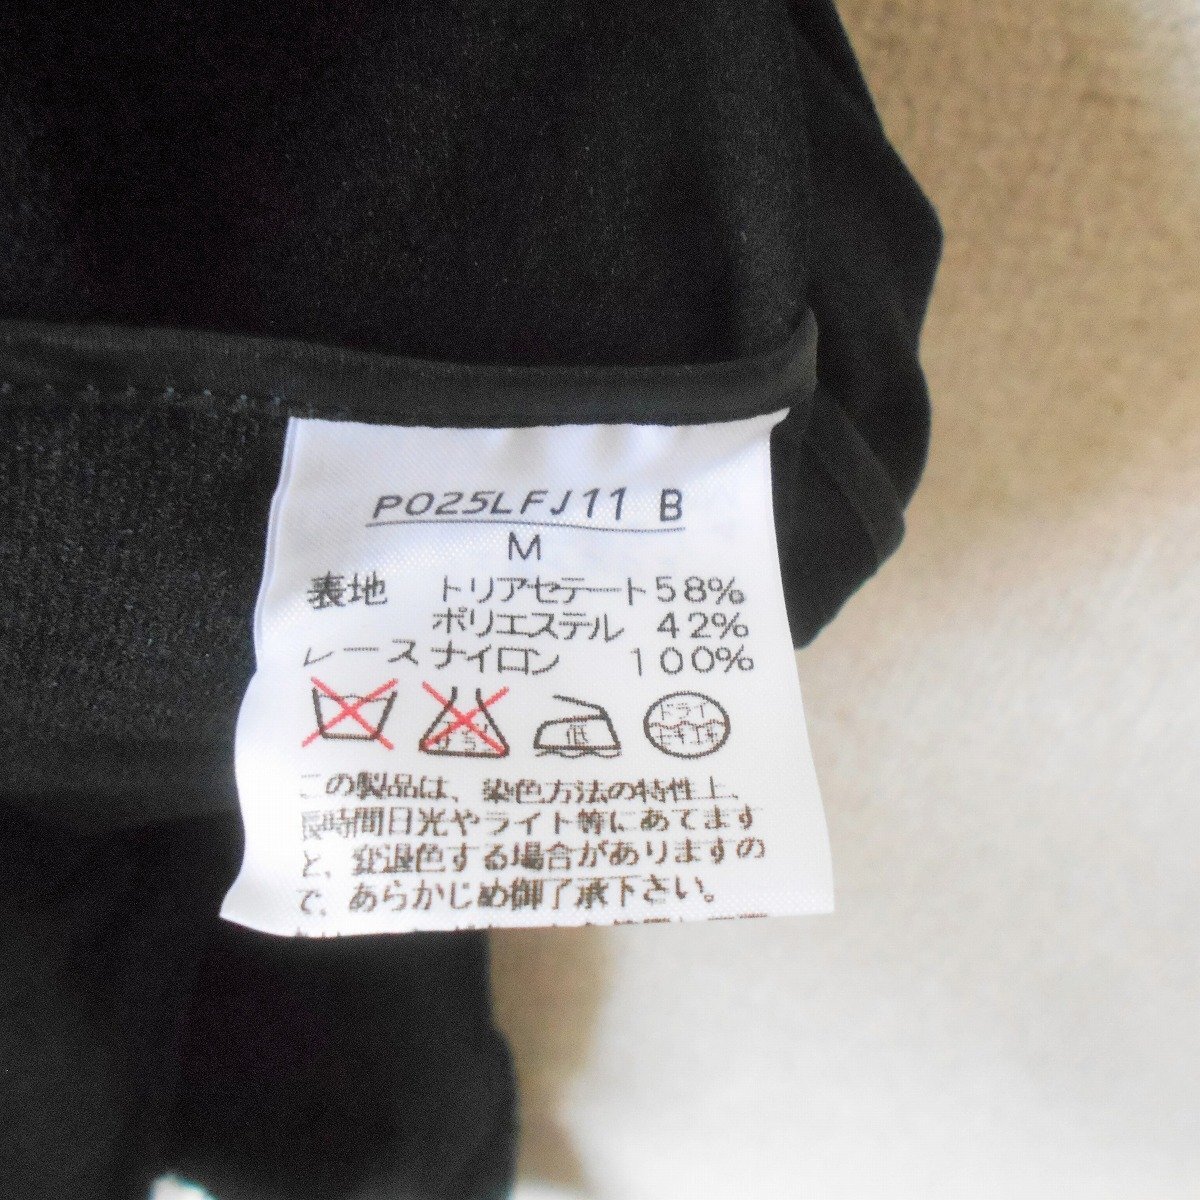 P025LFJ11 B
M
表地 トリアセテート58%
ポリエステル 42%
レース ナイロン 100%
低 ドライ
この製品は、染色方法の特性上、
長時間日光やライト等にあてます
と、変退色する場合がありますの
で、あらかじめ御了承下さい。